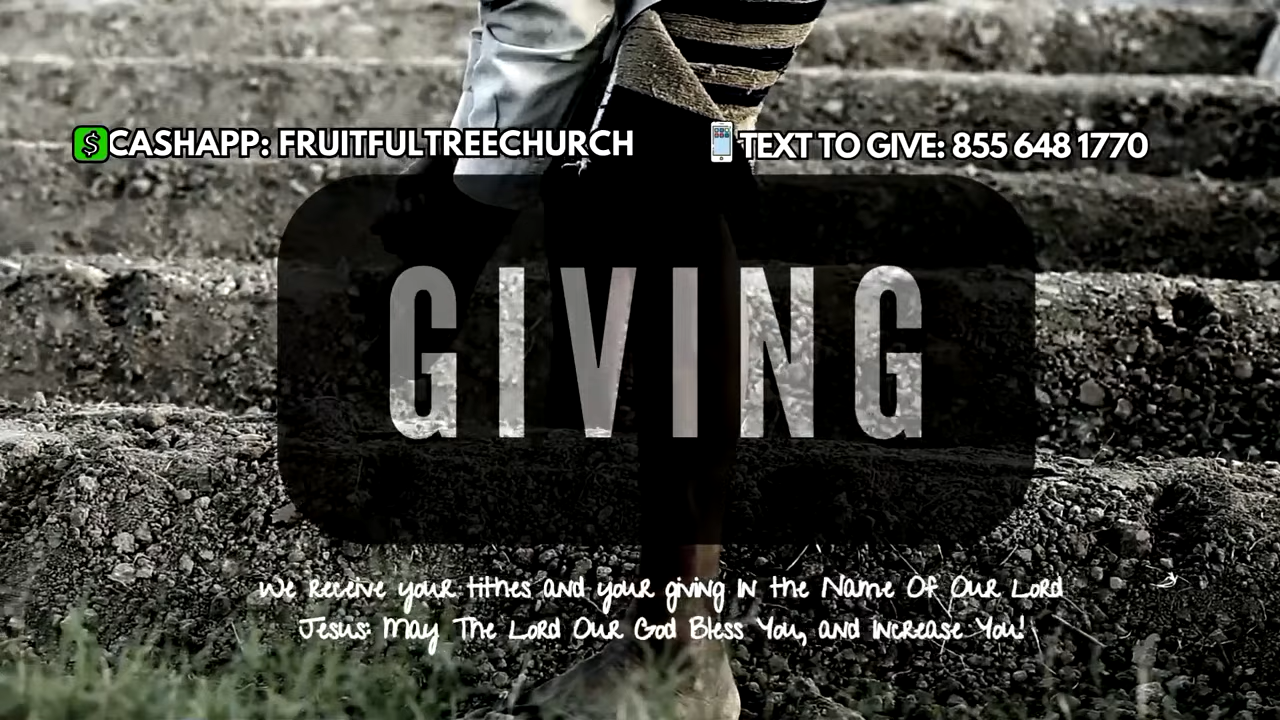 CASHAPP: FRUITFULTREECHURCH
TEXT TO GIVE: 855 648 1770
GIVING
We receive your tithes and your giving in the Name Of Our Lord
Jesus: May The Lord Our God Bless You, and increase You!